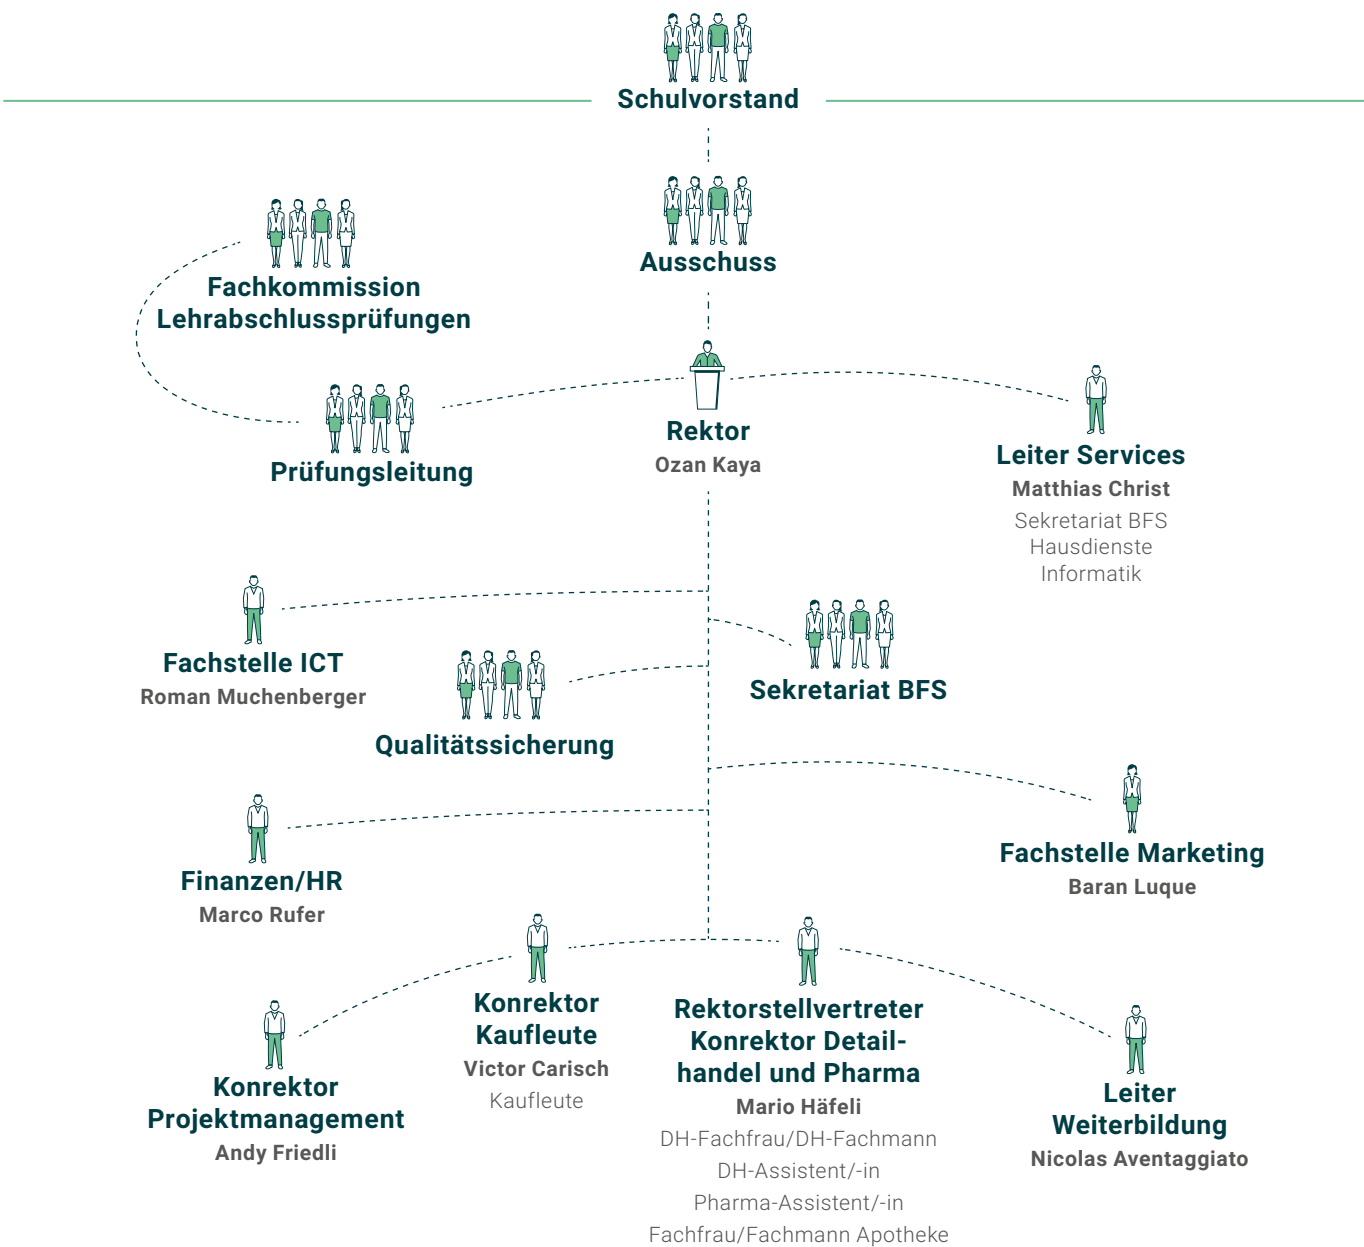 Schulvorstand
Ausschuss
Fachkommission
Lehrabschlussprüfungen
Prüfungsleitung
Rektor
Ozan Kaya
Leiter Services
Matthias Christ
Sekretariat BFS
Hausdienste
Informatik
Fachstelle ICT
Roman Muchenberger
Qualitätssicherung
Sekretariat BFS
Finanzen/HR
Marco Rufer
Fachstelle Marketing
Baran Luque
Konrektor
Projektmanagement
Andy Friedli
Konrektor
Kaufleute
Victor Carisch
Kaufleute
Rektorstellvertreter
Konrektor Detail-
handel und Pharma
Mario Häfeli
DH-Fachfrau/DH-Fachmann
DH-Assistent/-in
Pharma-Assistent/-in
Fachfrau/Fachmann Apotheke
Leiter
Weiterbildung
Nicolas Aventaggiato